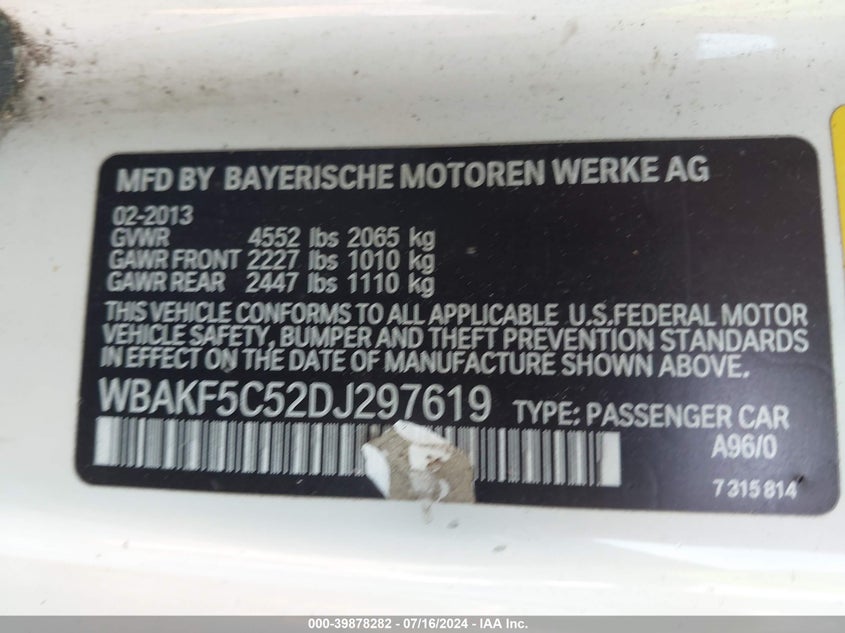 MFD BY BAYERISCHE MOTOREN WERKE AG
02-2013
GVWR 4552 lbs 2065 kg
GAWR FRONT 2227 lbs 1010 kg
GAWR REAR 2447 lbs 1110 kg
THIS VEHICLE CONFORMS TO ALL APPLICABLE U.S.FEDERAL MOTOR
VEHICLE SAFETY, BUMPER AND THEFT PREVENTION STANDARDS
IN EFFECT ON THE DATE OF MANUFACTURE SHOWN ABOVE.
WBAKF5C52DJ297619 TYPE: PASSENGER CAR
A96/0
7315814
000-39878282 - 07/16/2024 - IAA Inc.